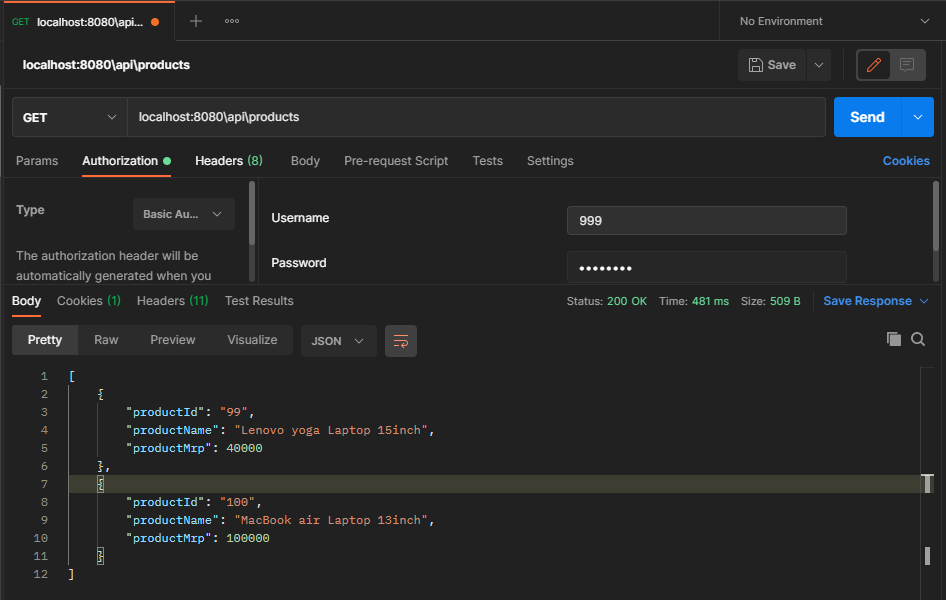 GET localhost:8080\api...
No Environment
localhost:8080\api\products
Save
GET localhost:8080\api\products
Send
Params Authorization Headers (8) Body Pre-request Script Tests Settings Cookies
Type
Basic Au...
The authorization header will be
automatically generated when you
Username
999
Password
••••••••
Body Cookies (1) Headers (11) Test Results
Status: 200 OK Time: 481 ms Size: 509 B Save Response
Pretty Raw Preview Visualize JSON
1 [
2 {
3 "productId": "99",
4 "productName": "Lenovo yoga Laptop 15inch",
5 "productMrp": 40000
6 },
7 {
8 "productId": "100",
9 "productName": "MacBook air Laptop 13inch",
10 "productMrp": 100000
11 }
12 ]